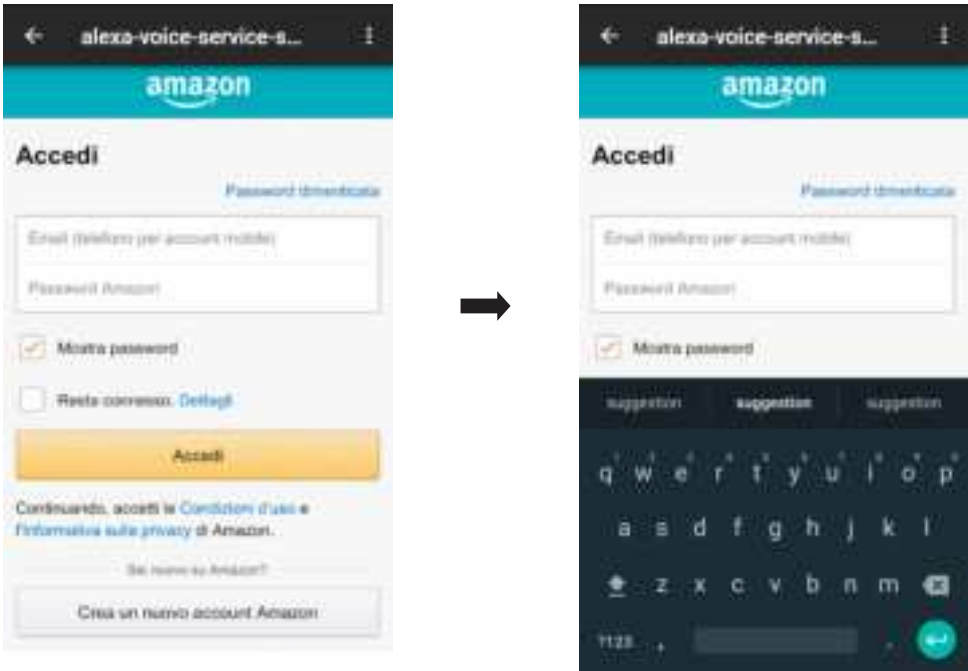 alexa-voice-service-s...
amazon
Accedi
Password dimenticata
Email (telefono per account mobile)
Password Amazon
Mostra password
Resta connesso. Dettagli
Accedi
Continuando, accetti le Condizioni d'uso e
l'Informativa sulla privacy di Amazon.
Sei nuovo su Amazon?
Crea un nuovo account Amazon
alexa-voice-service-s...
amazon
Accedi
Password dimenticata
Email (telefono per account mobile)
Password Amazon
Mostra password
suggestion suggestion suggestion
q w e r t y u i o p
a s d f g h j k l
z x c v b n m
?123 , .